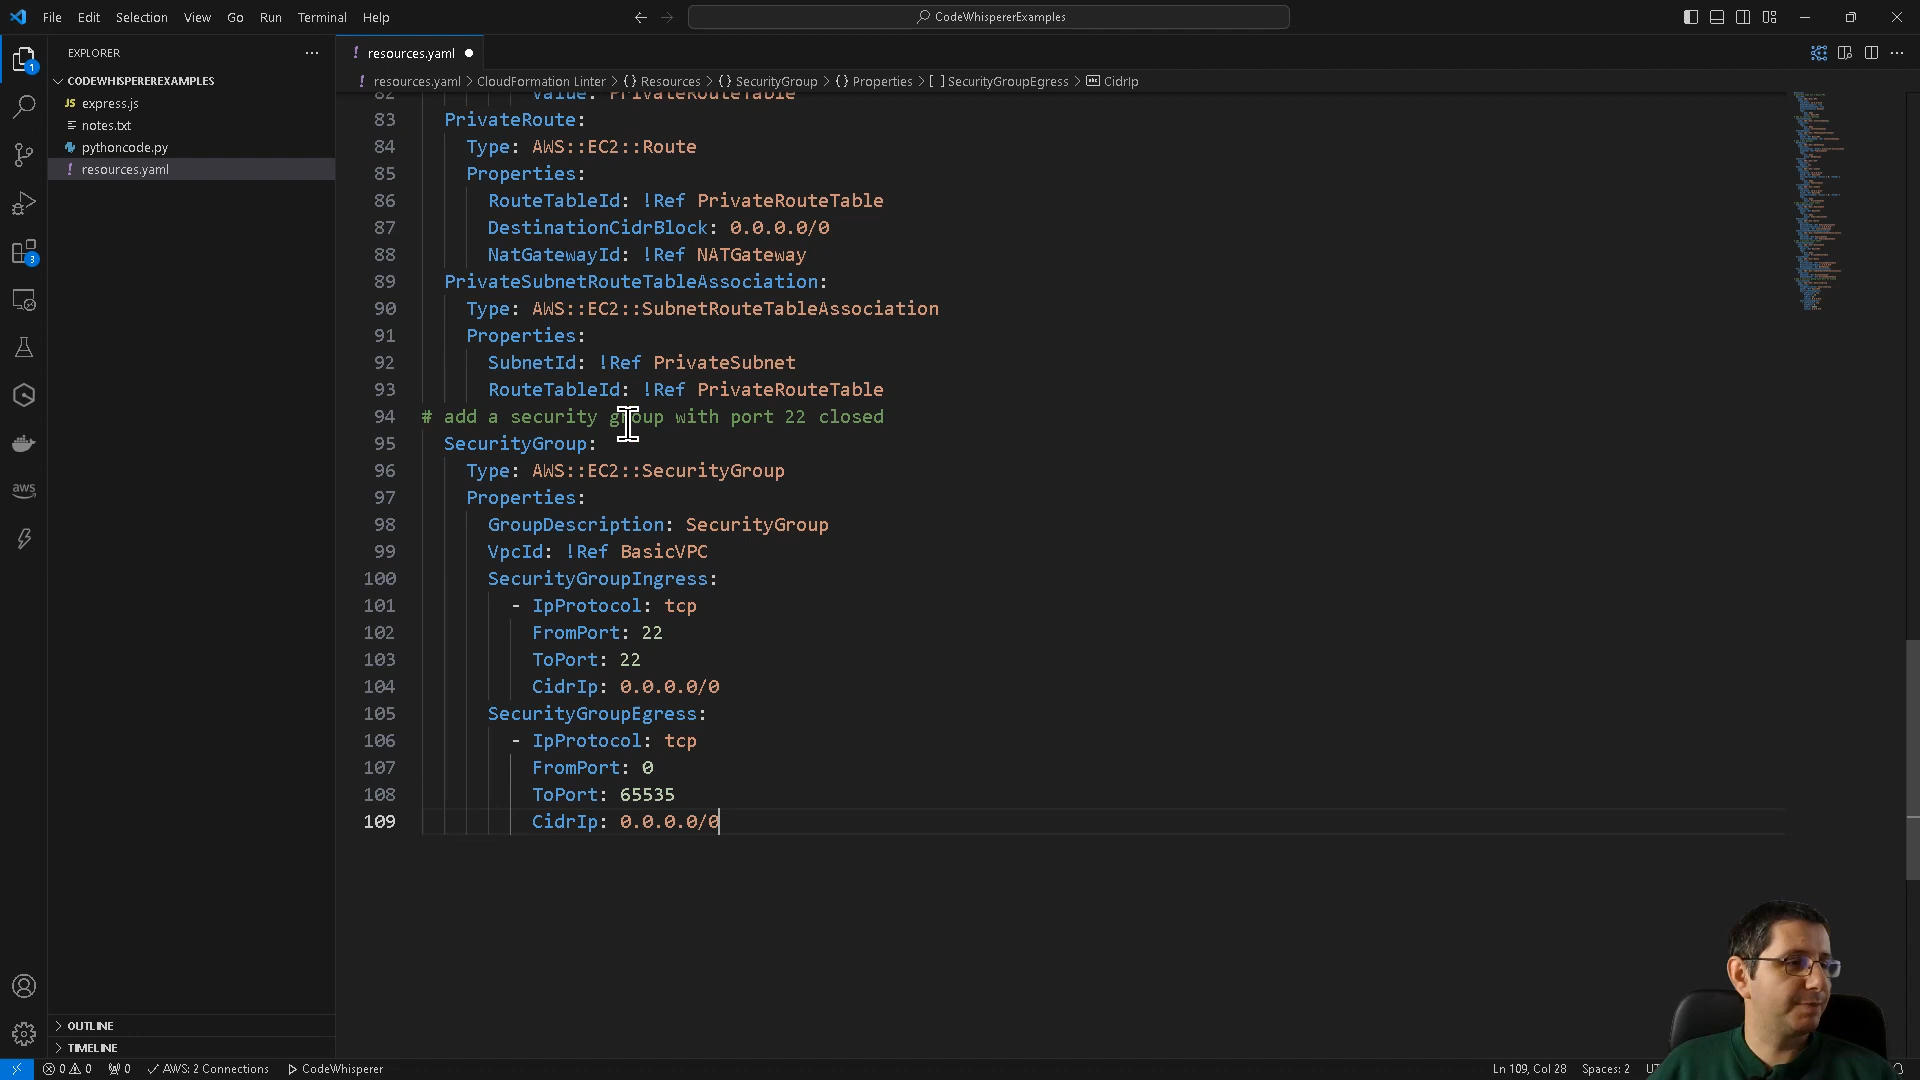 File Edit Selection View Go Run Terminal Help
CodeWhispererExamples
EXPLORER
CODEWHISPEREREXAMPLES
JS express.js
notes.txt
pythoncode.py
! resources.yaml
OUTLINE
TIMELINE
1
3
aws
! resources.yaml
! resources.yaml > CloudFormation Linter > {} Resources > {} SecurityGroup > {} Properties > [ ] SecurityGroupEgress > abc CidrIp
82 Value: PrivateRouteTable
83 PrivateRoute:
84 Type: AWS::EC2::Route
85 Properties:
86 RouteTableId: !Ref PrivateRouteTable
87 DestinationCidrBlock: 0.0.0.0/0
88 NatGatewayId: !Ref NATGateway
89 PrivateSubnetRouteTableAssociation:
90 Type: AWS::EC2::SubnetRouteTableAssociation
91 Properties:
92 SubnetId: !Ref PrivateSubnet
93 RouteTableId: !Ref PrivateRouteTable
94 # add a security group with port 22 closed
95 SecurityGroup:
96 Type: AWS::EC2::SecurityGroup
97 Properties:
98 GroupDescription: SecurityGroup
99 VpcId: !Ref BasicVPC
100 SecurityGroupIngress:
101 - IpProtocol: tcp
102 FromPort: 22
103 ToPort: 22
104 CidrIp: 0.0.0.0/0
105 SecurityGroupEgress:
106 - IpProtocol: tcp
107 FromPort: 0
108 ToPort: 65535
109 CidrIp: 0.0.0.0/0
0 0 0 AWS: 2 Connections CodeWhisperer Ln 109, Col 28 Spaces: 2